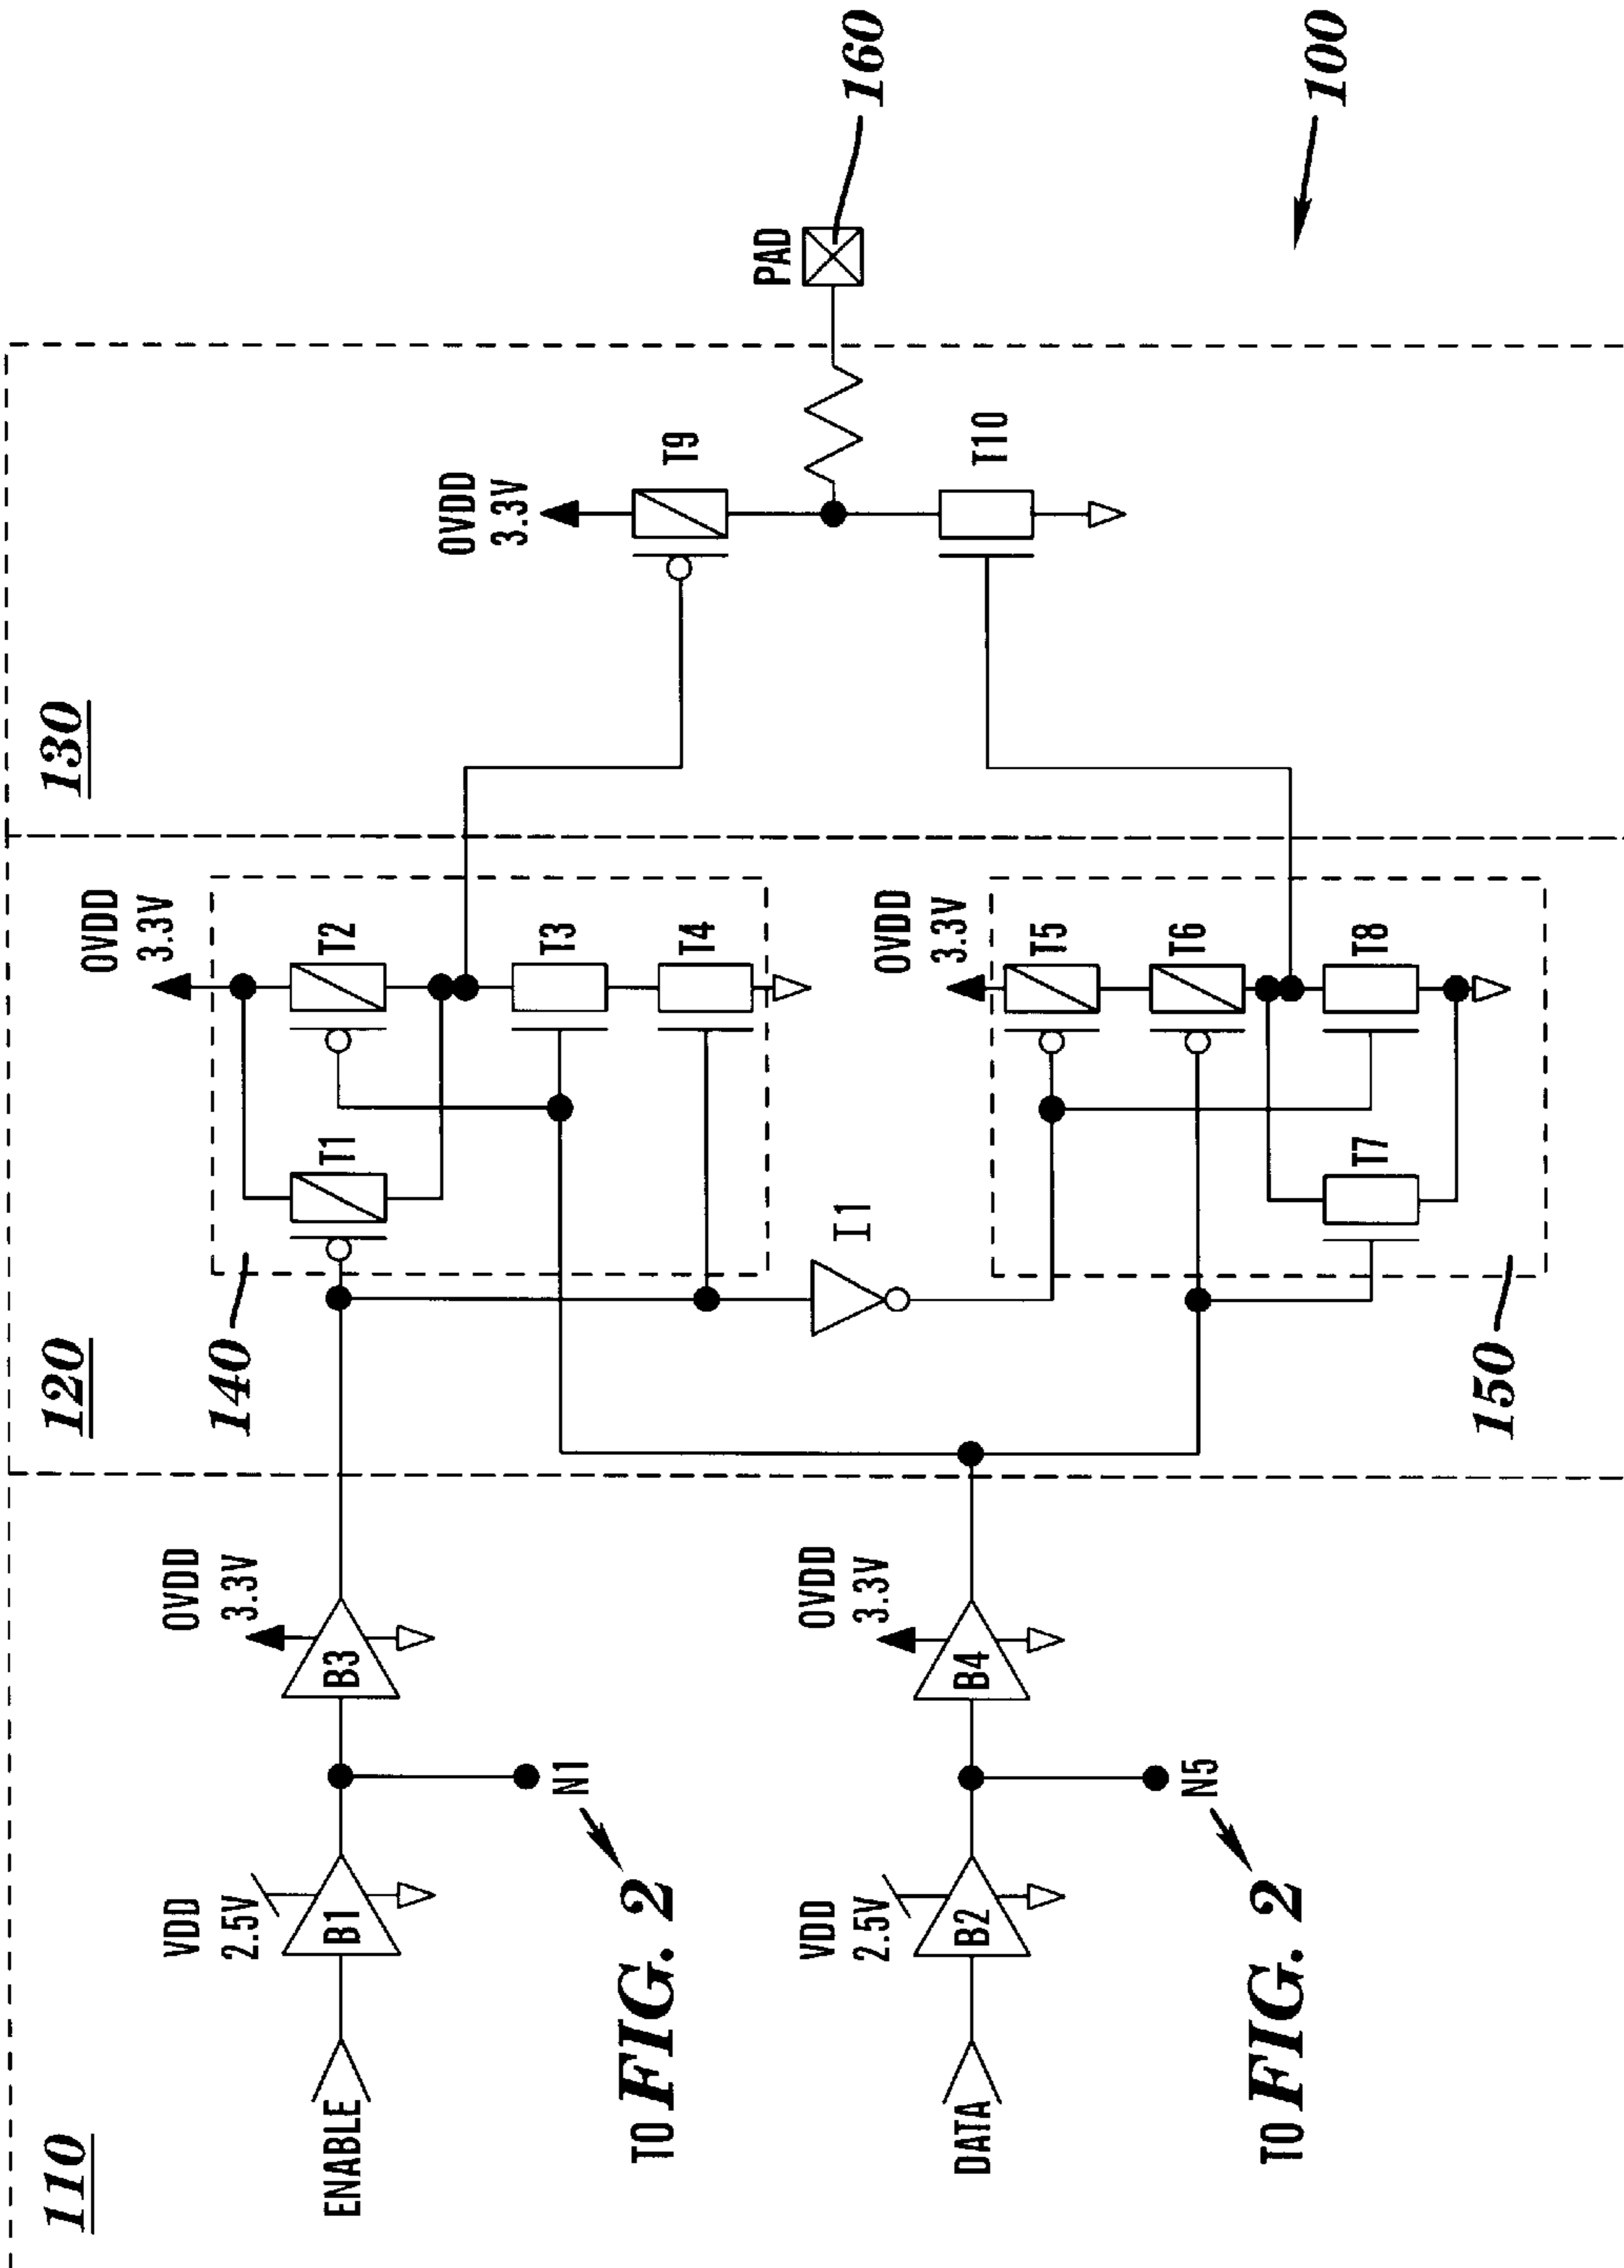 110
120
130
ENABLE
VDD
2.5V
B1
N1
TO FIG. 2
OVDD
3.3V
B3
DATA
VDD
2.5V
B2
N5
TO FIG. 2
OVDD
3.3V
B4
140
OVDD
3.3V
T1
T2
T3
T4
I1
150
OVDD
3.3V
T5
T6
T7
T8
OVDD
3.3V
T9
T10
PAD
160
100